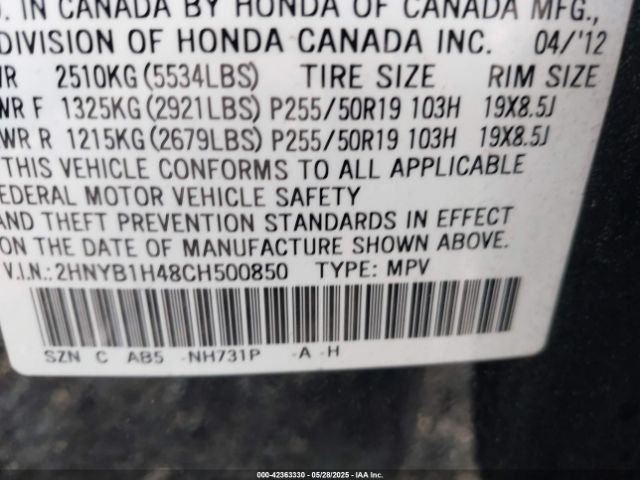 IN CANADA BY HONDA OF CANADA MFG.,
DIVISION OF HONDA CANADA INC. 04/'12
2510KG(5534LBS) TIRE SIZE RIM SIZE
WR F 1325KG(2921LBS) P255/50R19 103H 19X8.5J
WR R 1215KG(2679LBS) P255/50R19 103H 19X8.5J
THIS VEHICLE CONFORMS TO ALL APPLICABLE
EDERAL MOTOR VEHICLE SAFETY
AND THEFT PREVENTION STANDARDS IN EFFECT
ON THE DATE OF MANUFACTURE SHOWN ABOVE.
V.I.N.:2HNYB1H48CH500850 TYPE: MPV
SZN C AB5 -NH731P -A -H
000-42363330 — 05/28/2025 — IAA Inc.